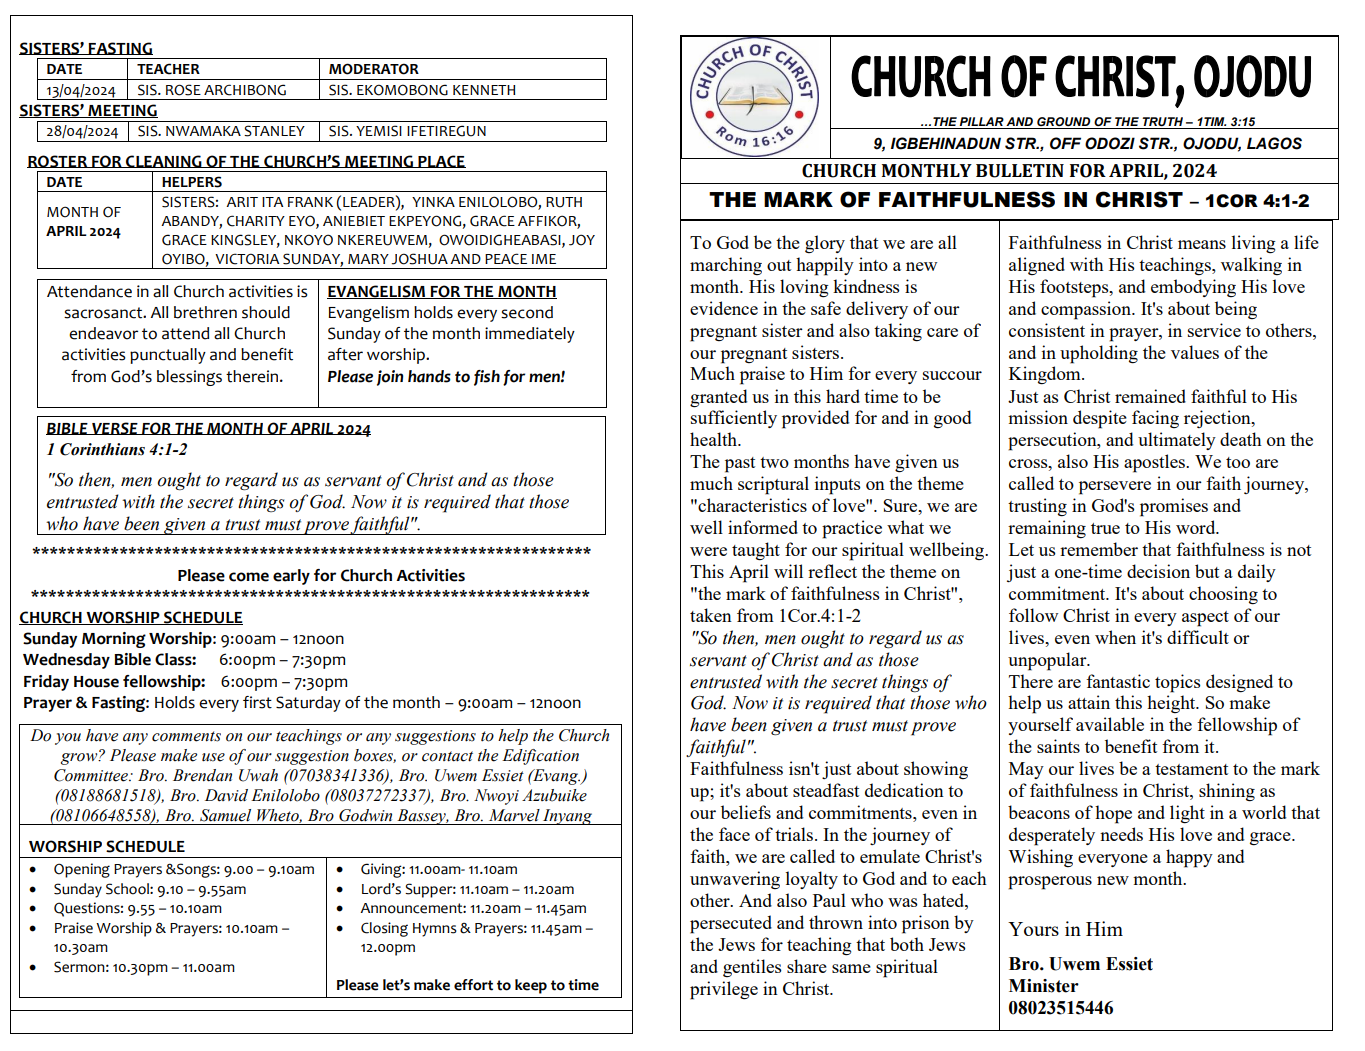 SISTERS' FASTING
DATE TEACHER MODERATOR
13/04/2024 SIS. ROSE ARCHIBONG SIS. EKOMOBONG KENNETH
SISTERS' MEETING
28/04/2024 SIS. NWAMAKA STANLEY SIS. YEMISI IFETIREGUN
ROSTER FOR CLEANING OF THE CHURCH'S MEETING PLACE
DATE HELPERS
MONTH OF
APRIL 2024
SISTERS: ARIT ITA FRANK (LEADER), YINKA ENILOLOBO, RUTH
ABANDY, CHARITY EYO, ANIEBIET EKPEYONG, GRACE AFFIKOR,
GRACE KINGSLEY, NKOYO NKEREUWEM, OWOIDIGHEABASI, JOY
OYIBO, VICTORIA SUNDAY, MARY JOSHUA AND PEACE IME
Attendance in all Church activities is
sacrosanct. All brethren should
endeavor to attend all Church
activities punctually and benefit
from God's blessings therein.
EVANGELISM FOR THE MONTH
Evangelism holds every second
Sunday of the month immediately
after worship.
Please join hands to fish for men!
BIBLE VERSE FOR THE MONTH OF APRIL 2024
1 Corinthians 4:1-2
"So then, men ought to regard us as servant of Christ and as those
entrusted with the secret things of God. Now it is required that those
who have been given a trust must prove faithful".
****************************************************************
Please come early for Church Activities
****************************************************************
CHURCH WORSHIP SCHEDULE
Sunday Morning Worship: 9:00am – 12noon
Wednesday Bible Class: 6:00pm – 7:30pm
Friday House fellowship: 6:00pm – 7:30pm
Prayer & Fasting: Holds every first Saturday of the month – 9:00am – 12noon
Do you have any comments on our teachings or any suggestions to help the Church
grow? Please make use of our suggestion boxes, or contact the Edification
Committee: Bro. Brendan Uwah (07038341336), Bro. Uwem Essiet (Evang.)
(08188681518), Bro. David Enilolobo (08037272337), Bro. Nwoyi Azubuike
(08106648558), Bro. Samuel Wheto, Bro Godwin Bassey, Bro. Marvel Inyang
WORSHIP SCHEDULE
• Opening Prayers &Songs: 9.00 – 9.10am
• Sunday School: 9.10 – 9.55am
• Questions: 9.55 – 10.10am
• Praise Worship & Prayers: 10.10am –
10.30am
• Sermon: 10.30pm – 11.00am
• Giving: 11.00am- 11.10am
• Lord's Supper: 11.10am – 11.20am
• Announcement: 11.20am – 11.45am
• Closing Hymns & Prayers: 11.45am –
12.00pm
Please let's make effort to keep to time
CHURCH OF CHRIST
Rom 16:16
CHURCH OF CHRIST, OJODU
...THE PILLAR AND GROUND OF THE TRUTH – 1TIM. 3:15
9, IGBEHINADUN STR., OFF ODOZI STR., OJODU, LAGOS
CHURCH MONTHLY BULLETIN FOR APRIL, 2024
THE MARK OF FAITHFULNESS IN CHRIST – 1COR 4:1-2
To God be the glory that we are all
marching out happily into a new
month. His loving kindness is
evidence in the safe delivery of our
pregnant sister and also taking care of
our pregnant sisters.
Much praise to Him for every succour
granted us in this hard time to be
sufficiently provided for and in good
health.
The past two months have given us
much scriptural inputs on the theme
"characteristics of love". Sure, we are
well informed to practice what we
were taught for our spiritual wellbeing.
This April will reflect the theme on
"the mark of faithfulness in Christ",
taken from 1Cor.4:1-2
"So then, men ought to regard us as
servant of Christ and as those
entrusted with the secret things of
God. Now it is required that those who
have been given a trust must prove
faithful".
Faithfulness isn't just about showing
up; it's about steadfast dedication to
our beliefs and commitments, even in
the face of trials. In the journey of
faith, we are called to emulate Christ's
unwavering loyalty to God and to each
other. And also Paul who was hated,
persecuted and thrown into prison by
the Jews for teaching that both Jews
and gentiles share same spiritual
privilege in Christ.
Faithfulness in Christ means living a life
aligned with His teachings, walking in
His footsteps, and embodying His love
and compassion. It's about being
consistent in prayer, in service to others,
and in upholding the values of the
Kingdom.
Just as Christ remained faithful to His
mission despite facing rejection,
persecution, and ultimately death on the
cross, also His apostles. We too are
called to persevere in our faith journey,
trusting in God's promises and
remaining true to His word.
Let us remember that faithfulness is not
just a one-time decision but a daily
commitment. It's about choosing to
follow Christ in every aspect of our
lives, even when it's difficult or
unpopular.
There are fantastic topics designed to
help us attain this height. So make
yourself available in the fellowship of
the saints to benefit from it.
May our lives be a testament to the mark
of faithfulness in Christ, shining as
beacons of hope and light in a world that
desperately needs His love and grace.
Wishing everyone a happy and
prosperous new month.
Yours in Him
Bro. Uwem Essiet
Minister
08023515446